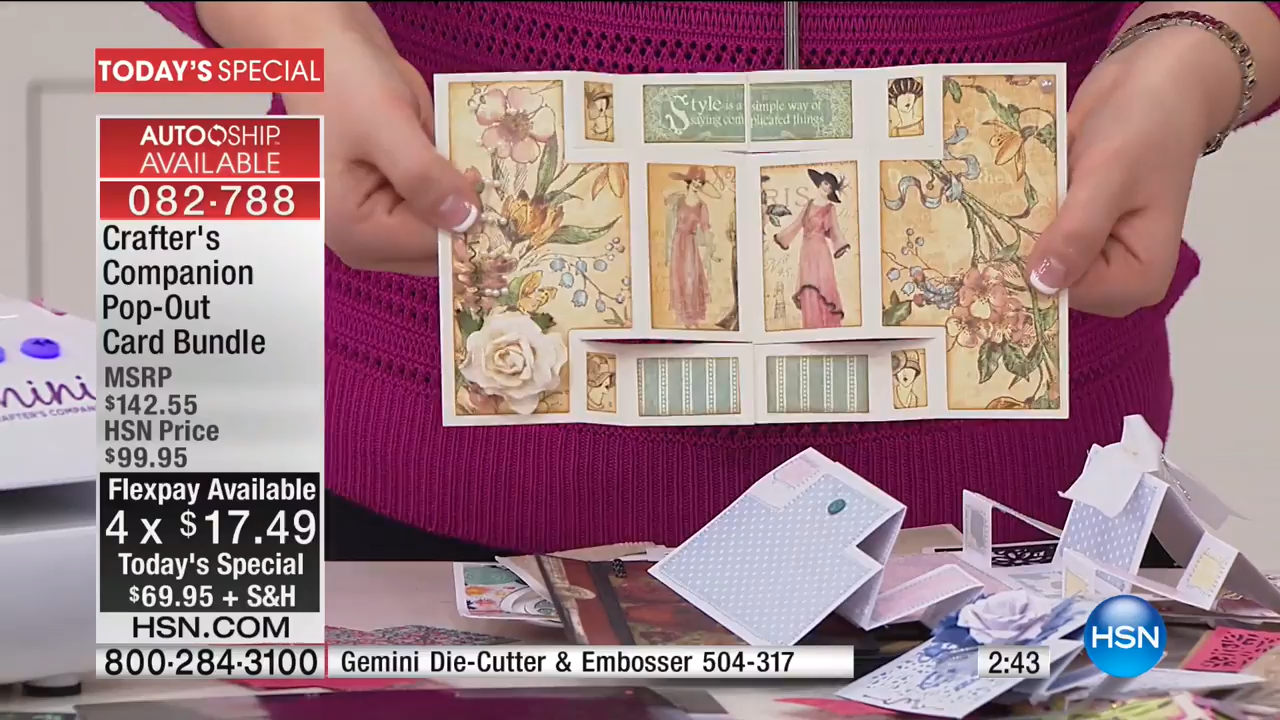 TODAY'S SPECIAL
AUTOSHIP
AVAILABLE
082·788
Crafter's
Companion
Pop-Out
Card Bundle
MSRP
$142.55
HSN Price
$99.95
Flexpay Available
4 x $17.49
Today's Special
$69.95 + S&H
HSN.COM
800·284·3100
Gemini Die-Cutter & Embosser 504-317
2:43
HSN
Style is a simple way of
saying complicated things